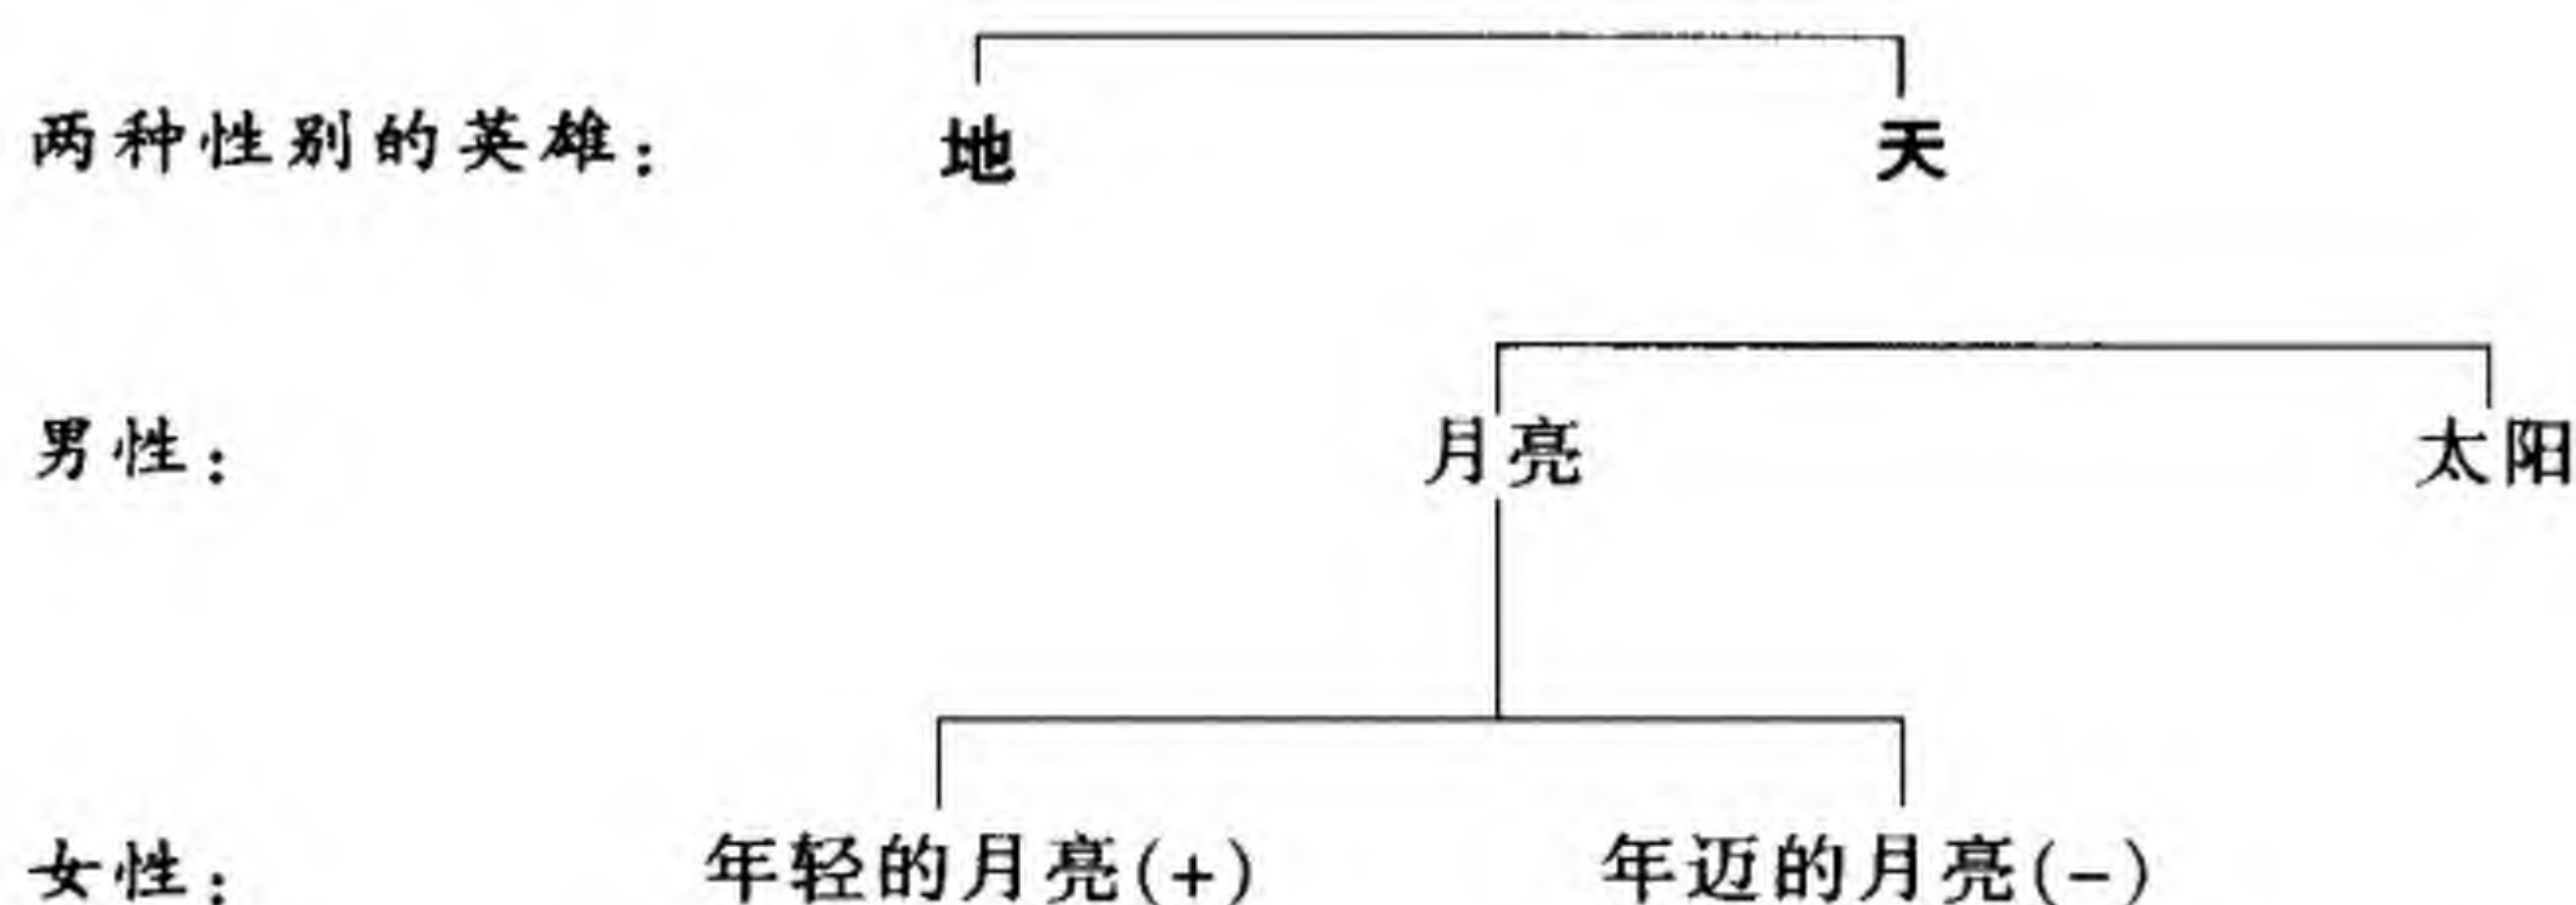 两种性别的英雄： 地 天
男性： 月亮 太阳
女性： 年轻的月亮(+) 年迈的月亮(-)